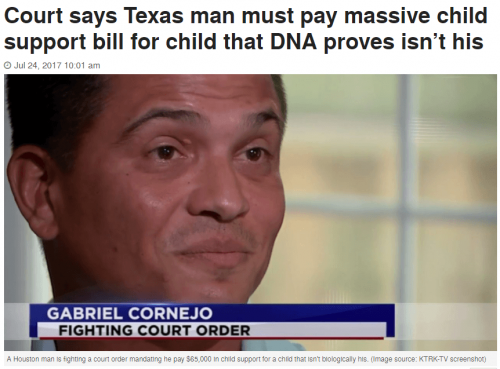 Court says Texas man must pay massive child
support bill for child that DNA proves isn’t his
Jul 24, 2017 10:01 am
GABRIEL CORNEJO
FIGHTING COURT ORDER
A Houston man is fighting a court order mandating he pay $65,000 in child support for a child that isn't biologically his. (Image source: KTRK-TV screenshot)